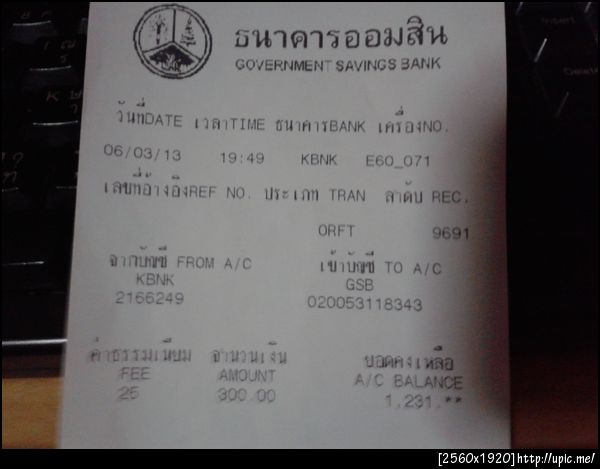 ธนาคารออมสิน
GOVERNMENT SAVINGS BANK
วันที่DATE เวลาTIME ธนาคารBANK เครื่องNO.
06/03/13 19:49 KBNK E60_071
เลขที่อ้างอิงREF NO. ประเภท TRAN ลำดับ REC.
ORFT 9691
จากบัญชี FROM A/C เข้าบัญชี TO A/C
KBNK GSB
2166249 020053118343
ค่าธรรมเนียม จำนวนเงิน ยอดคงเหลือ
FEE AMOUNT A/C BALANCE
25 300.00 1,231.**
[2560x1920]http://upic.me/